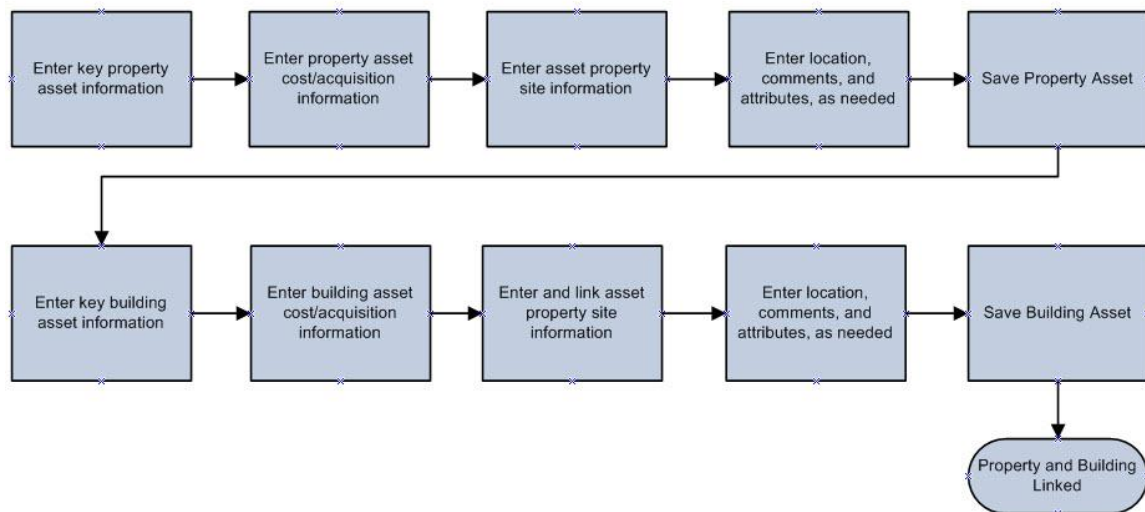 Enter key property
asset information
Enter property asset
cost/acquisition
information
Enter asset property
site information
Enter location,
comments, and
attributes, as needed
Save Property Asset
Enter key building
asset information
Enter building asset
cost/acquisition
information
Enter and link asset
property site
information
Enter location,
comments, and
attributes, as needed
Save Building Asset
Property and Building
Linked